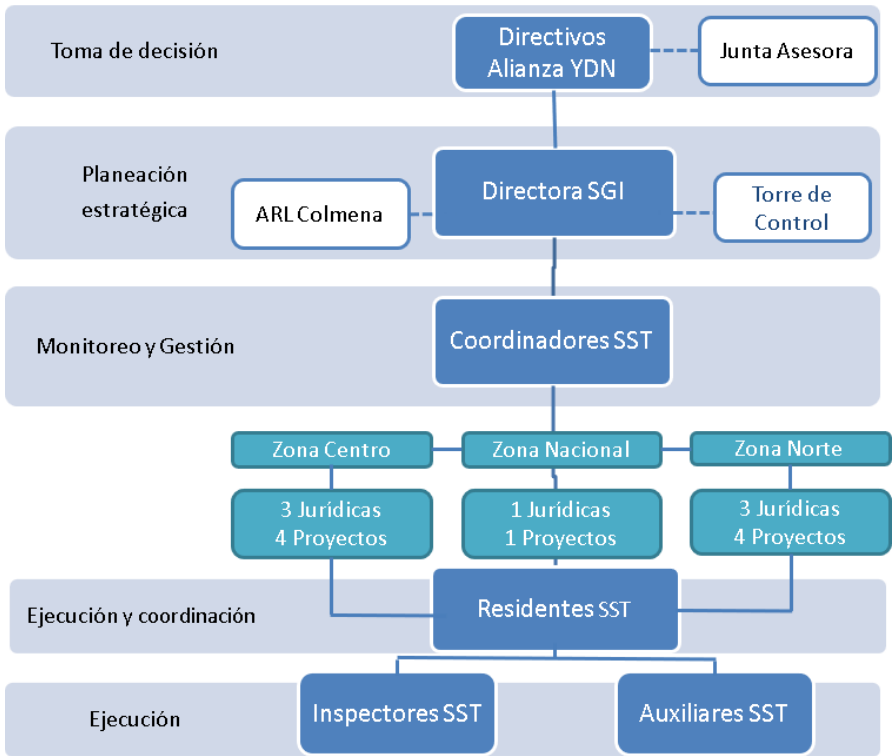 Toma de decisión
Directivos
Alianza YDN
Junta Asesora
Planeación
estratégica
ARL Colmena
Directora SGI
Torre de
Control
Monitoreo y Gestión
Coordinadores SST
Zona Centro
Zona Nacional
Zona Norte
3 Jurídicas
4 Proyectos
1 Jurídicas
1 Proyectos
3 Jurídicas
4 Proyectos
Ejecución y coordinación
Residentes SST
Ejecución
Inspectores SST
Auxiliares SST